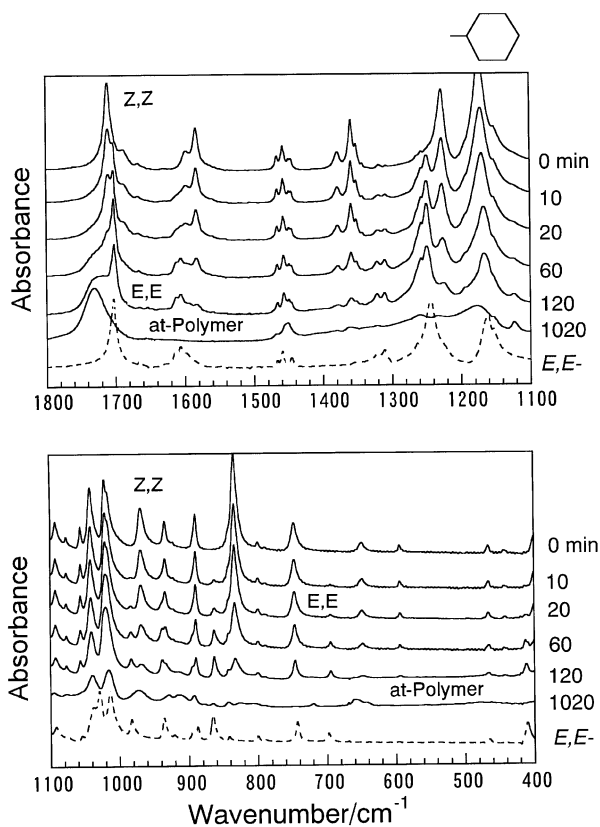 Z,Z
0 min
10
20
60
E,E
120
at-Polymer
1020
E,E-
Absorbance
1800 1700 1600 1500 1400 1300 1200 1100
Z,Z
0 min
10
E,E
20
60
120
at-Polymer
1020
E,E-
Absorbance
1100 1000 900 800 700 600 500 400
Wavenumber/cm-1